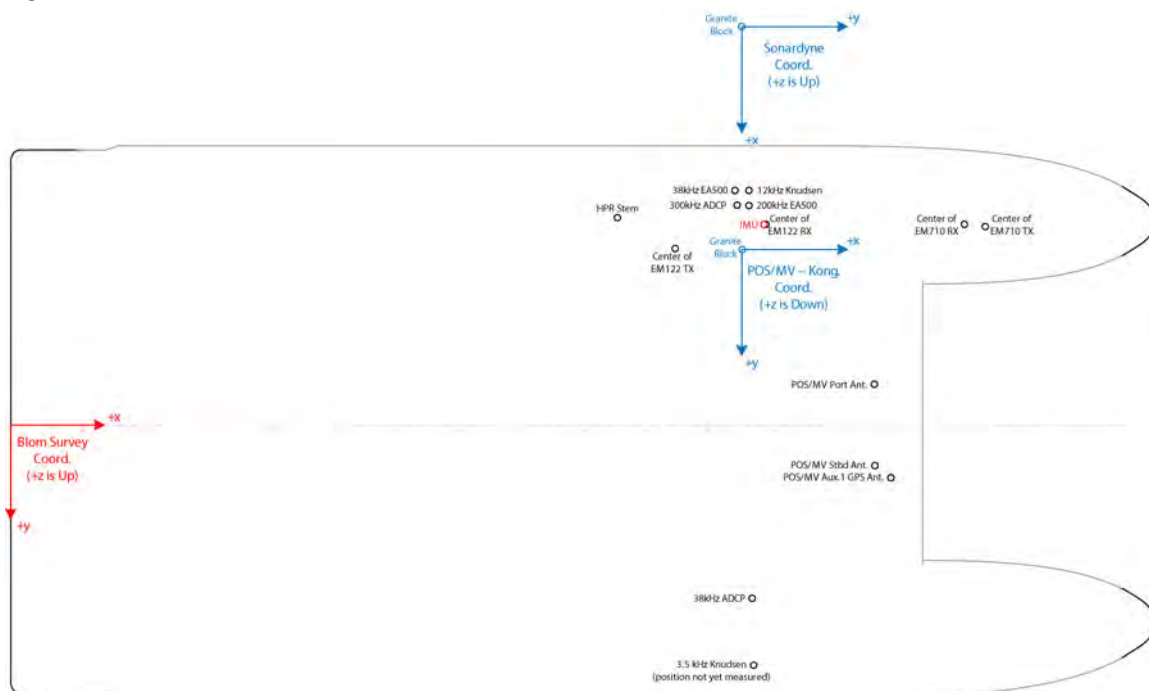 Granite
Block
+y
Sonardyne
Coord.
(+z is Up)
+x
38kHz EA500
12kHz Knudsen
300kHz ADCP
200kHz EA500
HPR Stem
IMU
Center of
EM122 RX
Center of
EM710 RX
Center of
EM710 TX
Granite
Block
+x
Center of
EM122 TX
POS/MV – Kong.
Coord.
(+z is Down)
+y
POS/MV Port Ant.
+x
Blom Survey
Coord.
(+z is Up)
+y
POS/MV Stbd Ant.
POS/MV Aux.1 GPS Ant.
38kHz ADCP
3.5 kHz Knudsen
(position not yet measured)